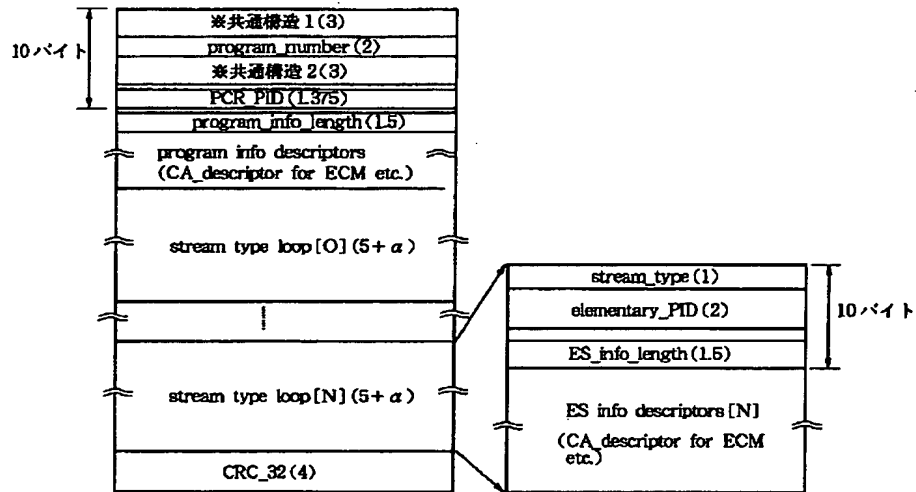 ※共通構造1(3)
10バイト
program_number(2)
※共通構造2(3)
PCR_PID(1.375)
program_info_length(1.5)
program info descriptors
(CA_descriptor for ECM etc.)
stream type loop[O](5+α)
stream type loop[N](5+α)
CRC_32(4)
stream_type(1)
elementary_PID(2)
10バイト
ES_info_length(1.5)
ES info descriptors[N]
(CA_descriptor for ECM
etc.)